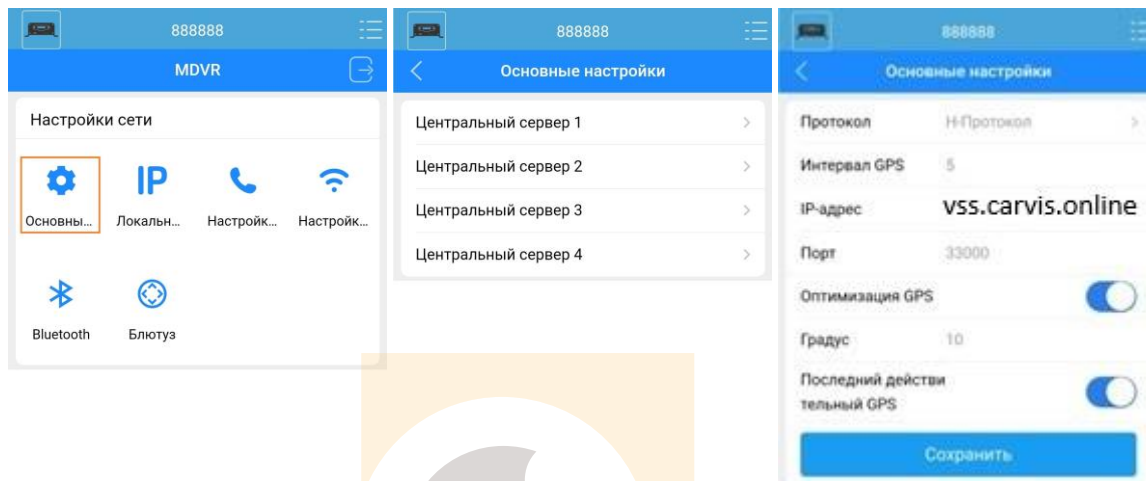 888888
MDVR
Настройки сети
Основны...
Локальн...
Настройк...
Настройк...
Bluetooth
Блютуз
888888
Основные настройки
Центральный сервер 1
Центральный сервер 2
Центральный сервер 3
Центральный сервер 4
888888
Основные настройки
Протокол Н-Протокол
Интервал GPS 5
IP-адрес vss.carvis.online
Порт 33000
Оптимизация GPS
Градус 10
Последний действи
тельный GPS
Сохранить